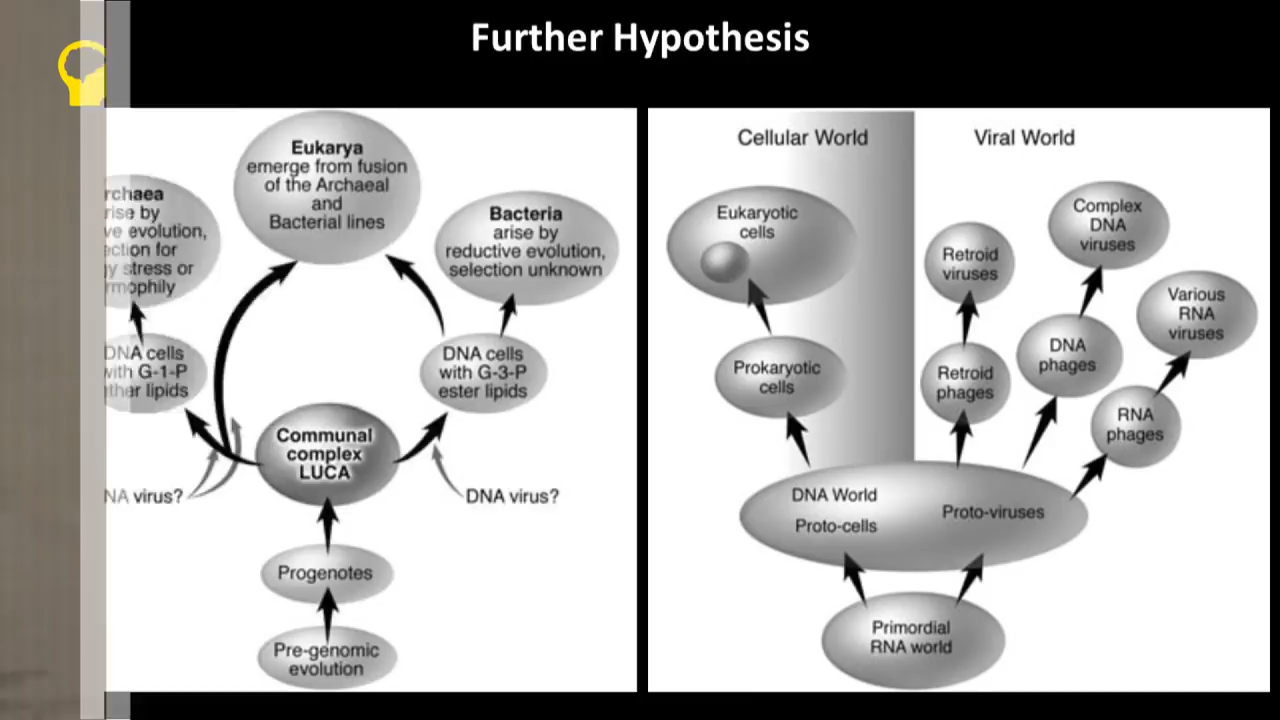 Further Hypothesis
Eukarya
emerge from fusion
of the Archaeal
and
Bacterial lines
rchaea
rise by
ve evolution,
ection for
gy stress or
rmophily
Bacteria
arise by
reductive evolution,
selection unknown
DNA cells
with G-1-P
ther lipids
DNA cells
with G-3-P
ester lipids
Communal
complex
LUCA
NA virus?
DNA virus?
Progenotes
Pre-genomic
evolution
Cellular World
Viral World
Eukaryotic
cells
Prokaryotic
cells
Retroid
viruses
Retroid
phages
Complex
DNA
viruses
DNA
phages
Various
RNA
viruses
RNA
phages
DNA World
Proto-cells
Proto-viruses
Primordial
RNA world